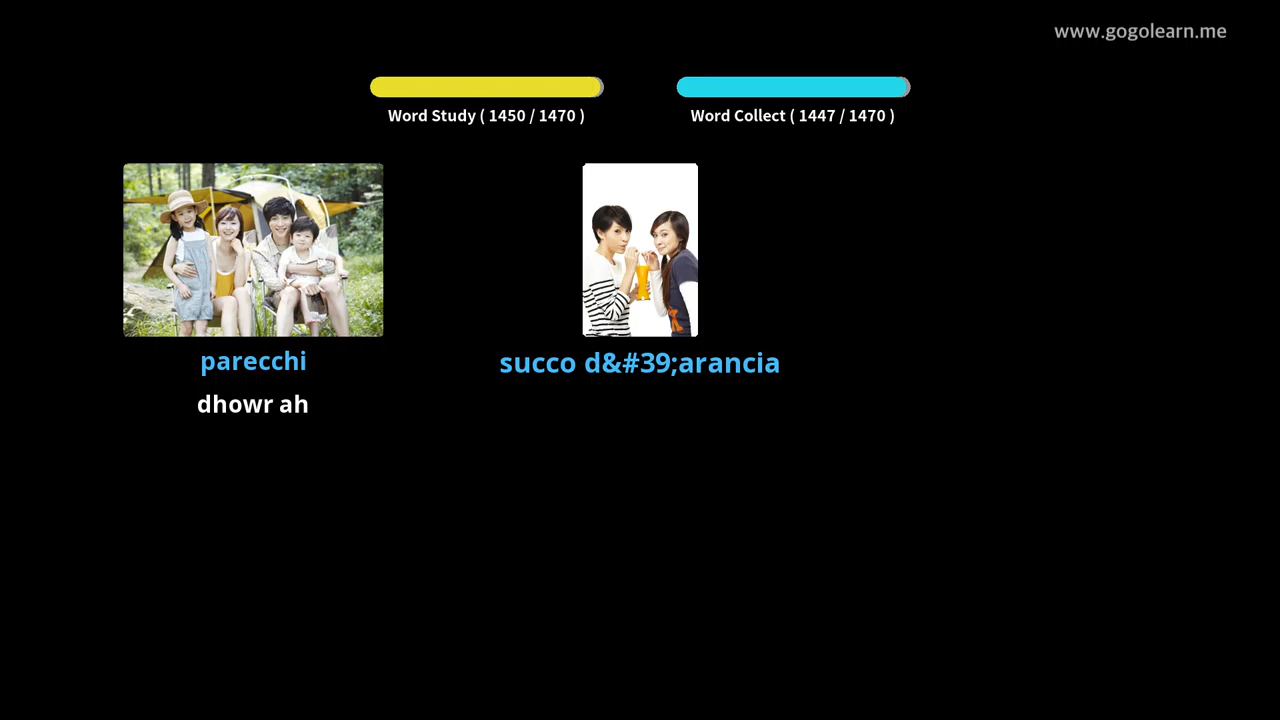 www.gogolearn.me
Word Study ( 1450 / 1470 )
Word Collect ( 1447 / 1470 )
parecchi
succo d&#39;arancia
dhowr ah